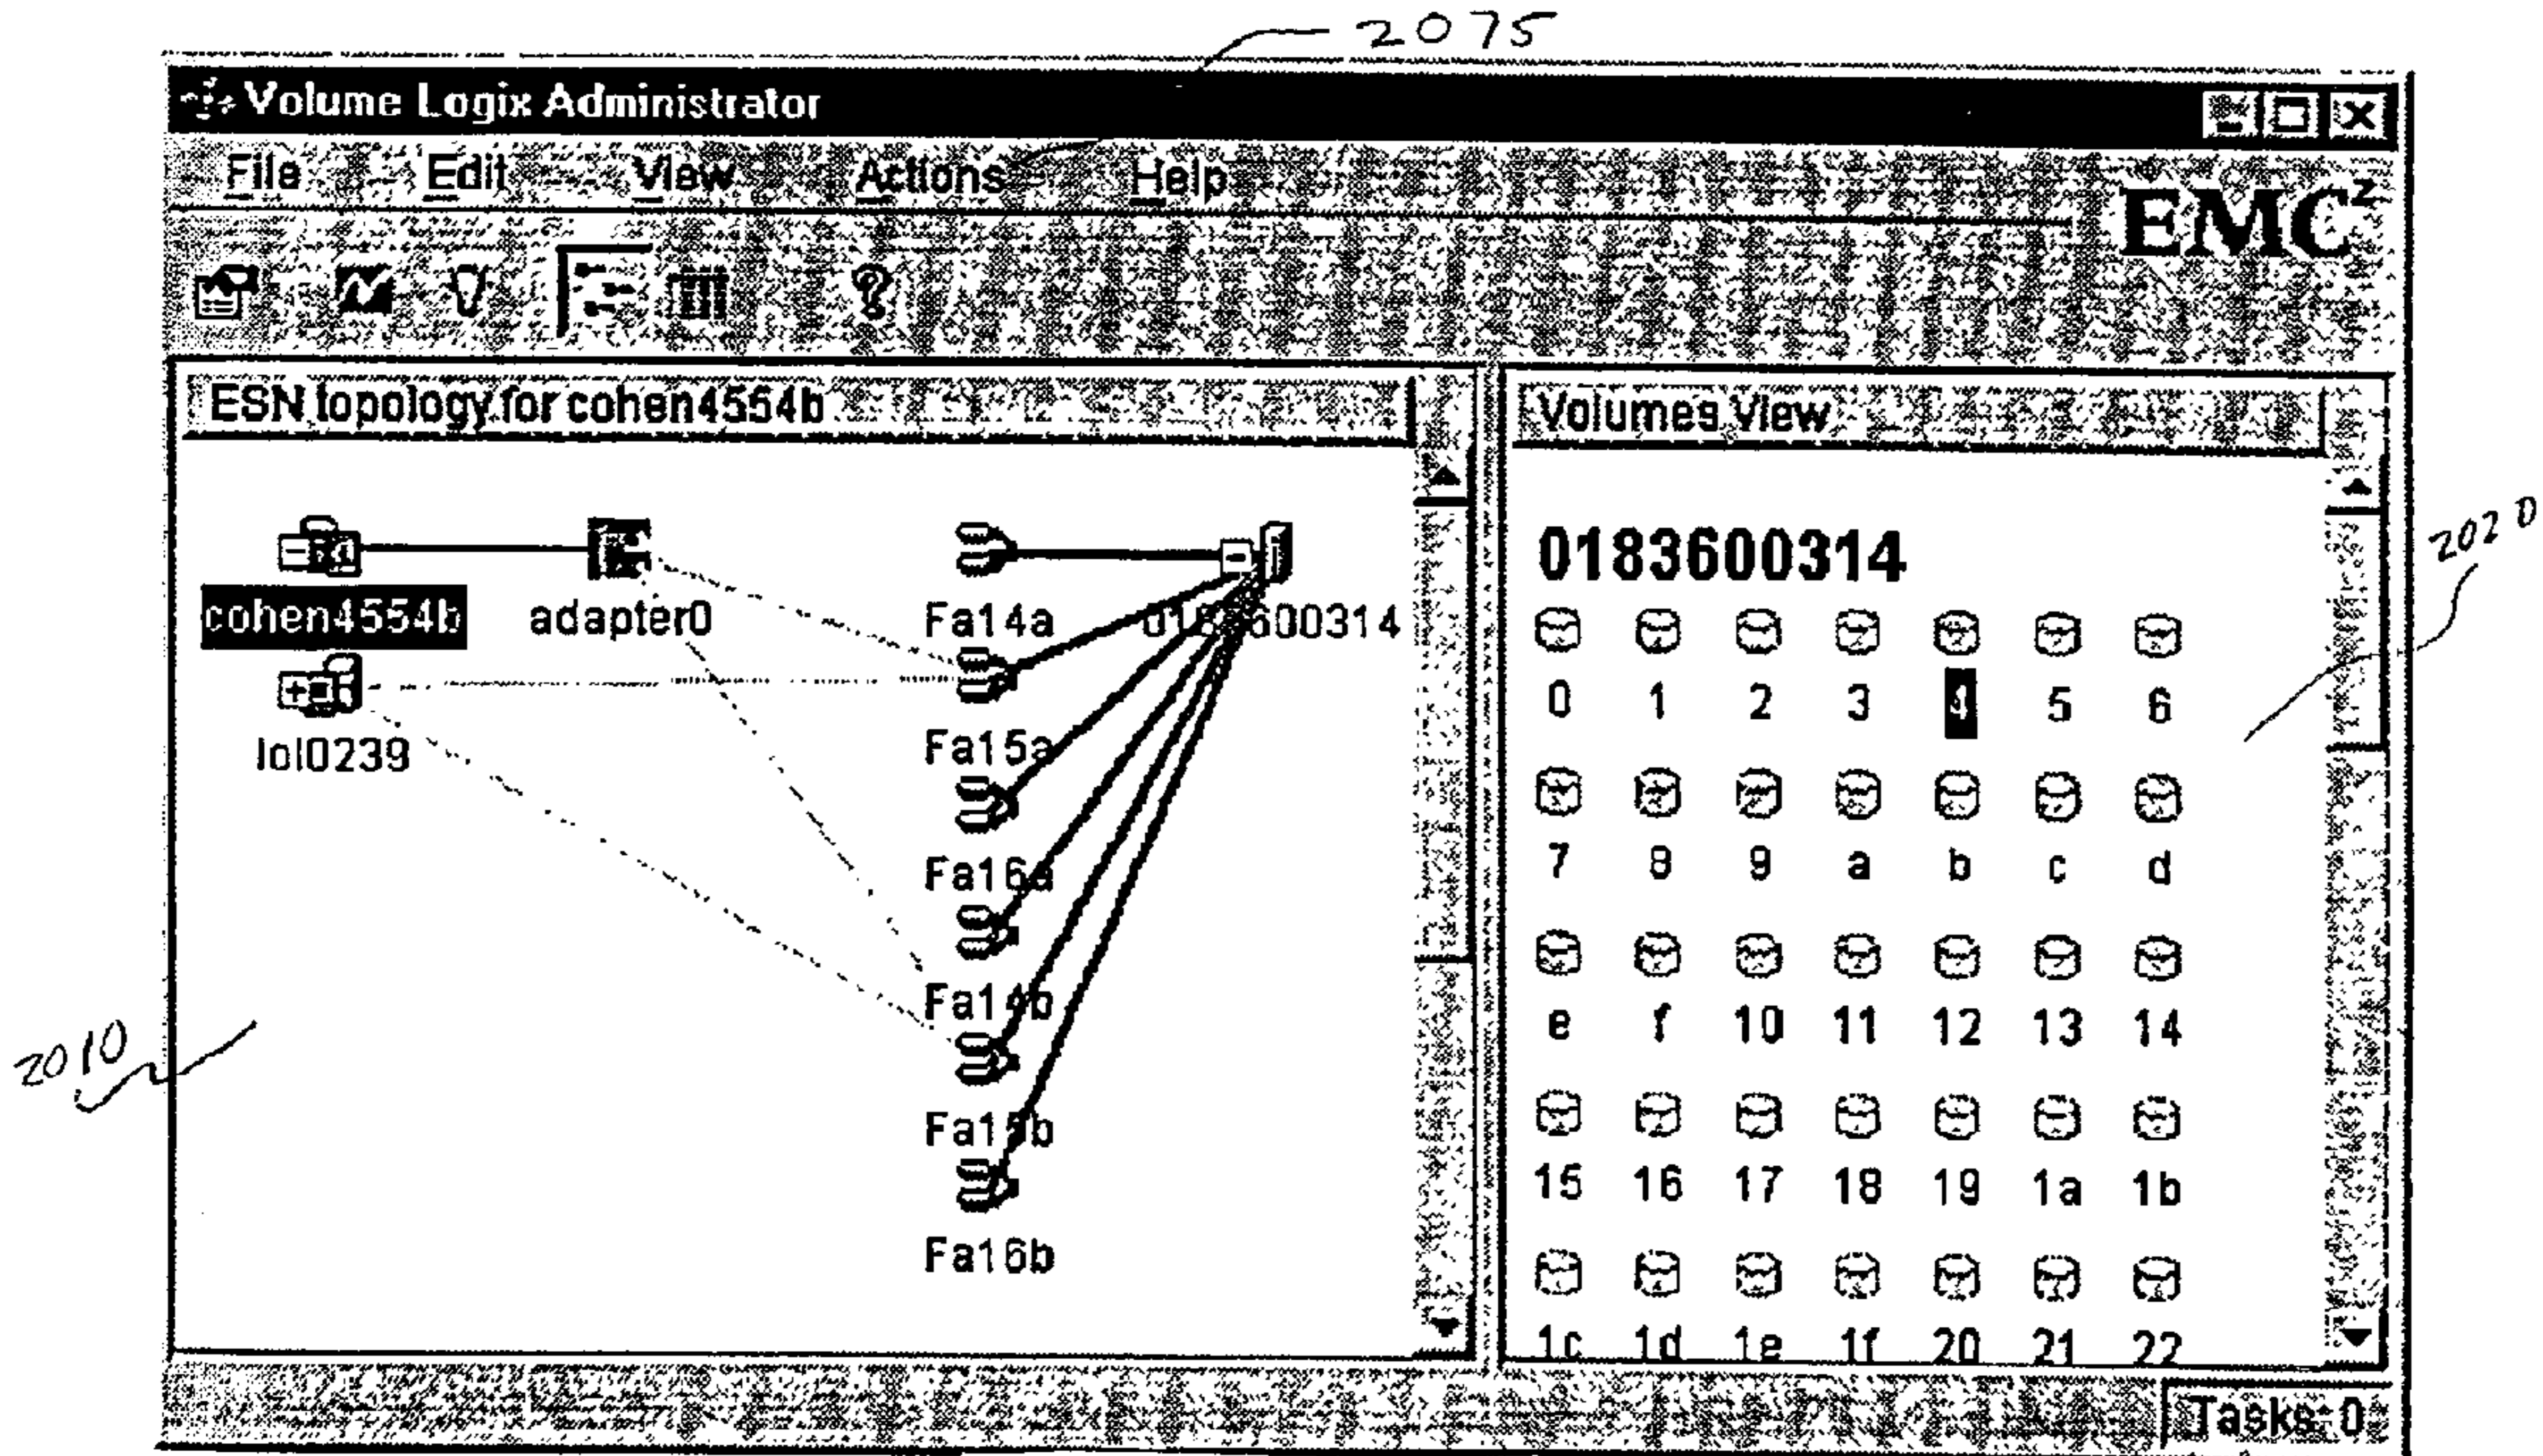 2075
Volume Logix Administrator
File Edit View Actions Help
EMC²
ESN topology for cohen4554b
Volumes View
2020
0183600314
cohen4554b adapter0 Fa14a 0183600314
0 1 2 3 4 5 6
lol0239 Fa15a
7 8 9 a b c d
Fa16a
2010
Fa14b
e f 10 11 12 13 14
Fa15b
15 16 17 18 19 1a 1b
Fa16b
1c 1d 1e 1f 20 21 22
Tasks: 0